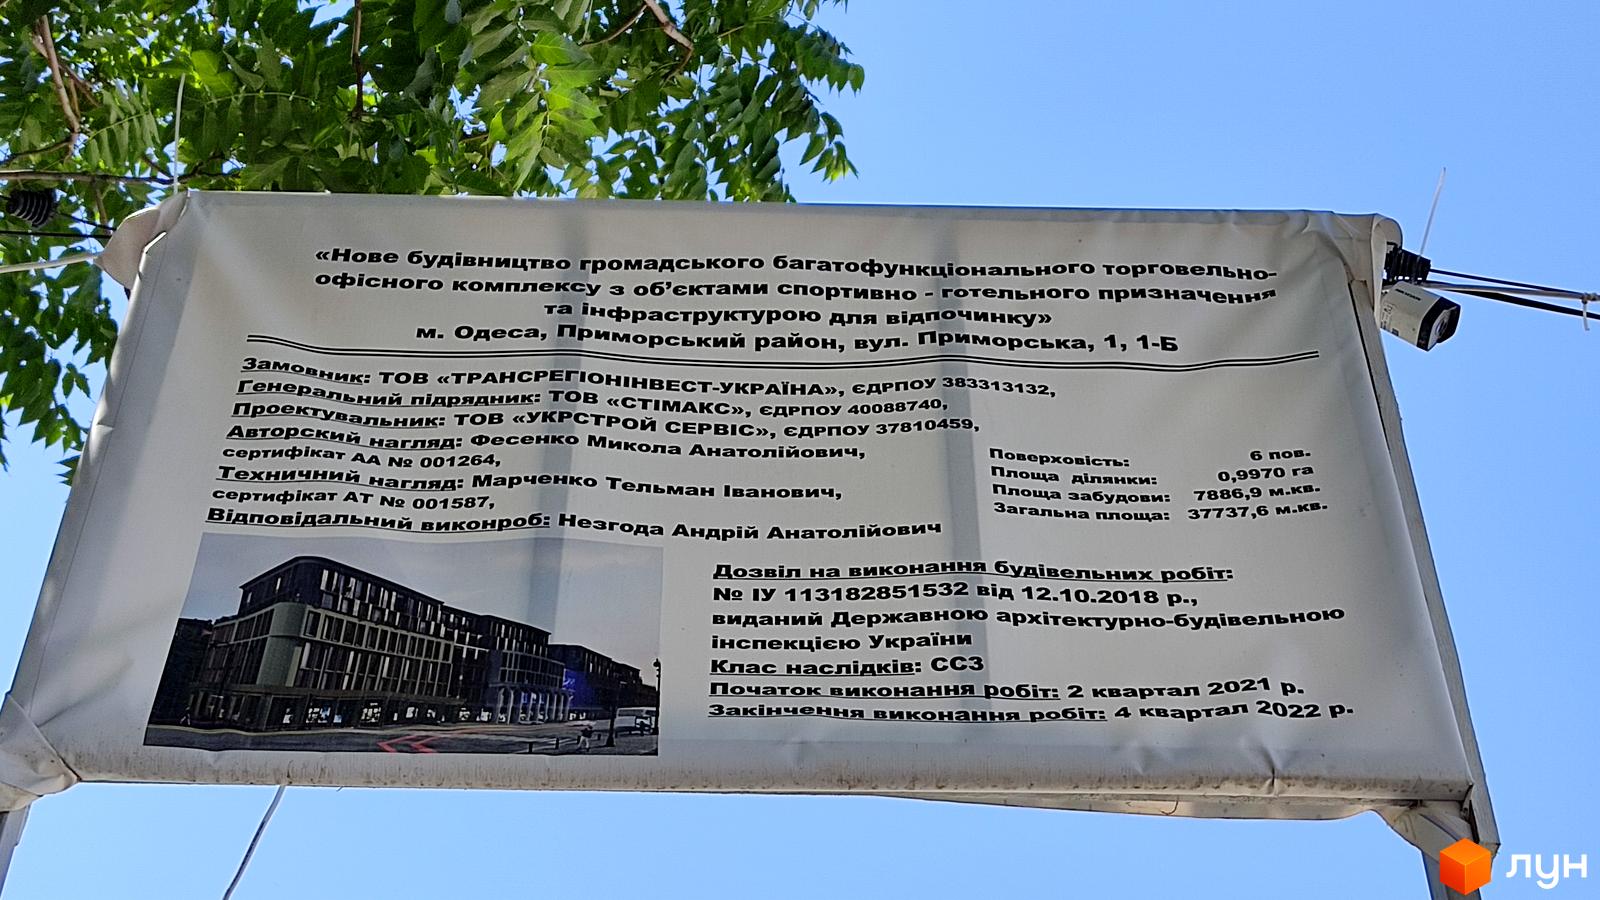 «Нове будівництво громадського багатофункціонального торговельно-
офісного комплексу з об’єктами спортивно - готельного призначення
та інфраструктурою для відпочинку»
м. Одеса, Приморський район, вул. Приморська, 1, 1-Б
Замовник: ТОВ «ТРАНСРЕГІОНІНВЕСТ-УКРАЇНА», ЄДРПОУ 383313132,
Генеральний підрядник: ТОВ «СТІМАКС», ЄДРПОУ 40088740,
Проектувальник: ТОВ «УКРСТРОЙ СЕРВІС», ЄДРПОУ 37810459,
Авторский нагляд: Фесенко Микола Анатолійович,
сертифікат АА № 001264,
Техничний нагляд: Марченко Тельман Іванович,
сертифікат АТ № 001587,
Відповідальний виконроб: Незгода Андрій Анатолійович
Поверховість: 6 пов.
Площа ділянки: 0,9970 га
Площа забудови: 7886,9 м.кв.
Загальна площа: 37737,6 м.кв.
Дозвіл на виконання будівельних робіт:
№ ІУ 113182851532 від 12.10.2018 р.,
виданий Державною архітектурно-будівельною
інспекцією України
Клас наслідків: СС3
Початок виконання робіт: 2 квартал 2021 р.
Закінчення виконання робіт: 4 квартал 2022 р.
лун